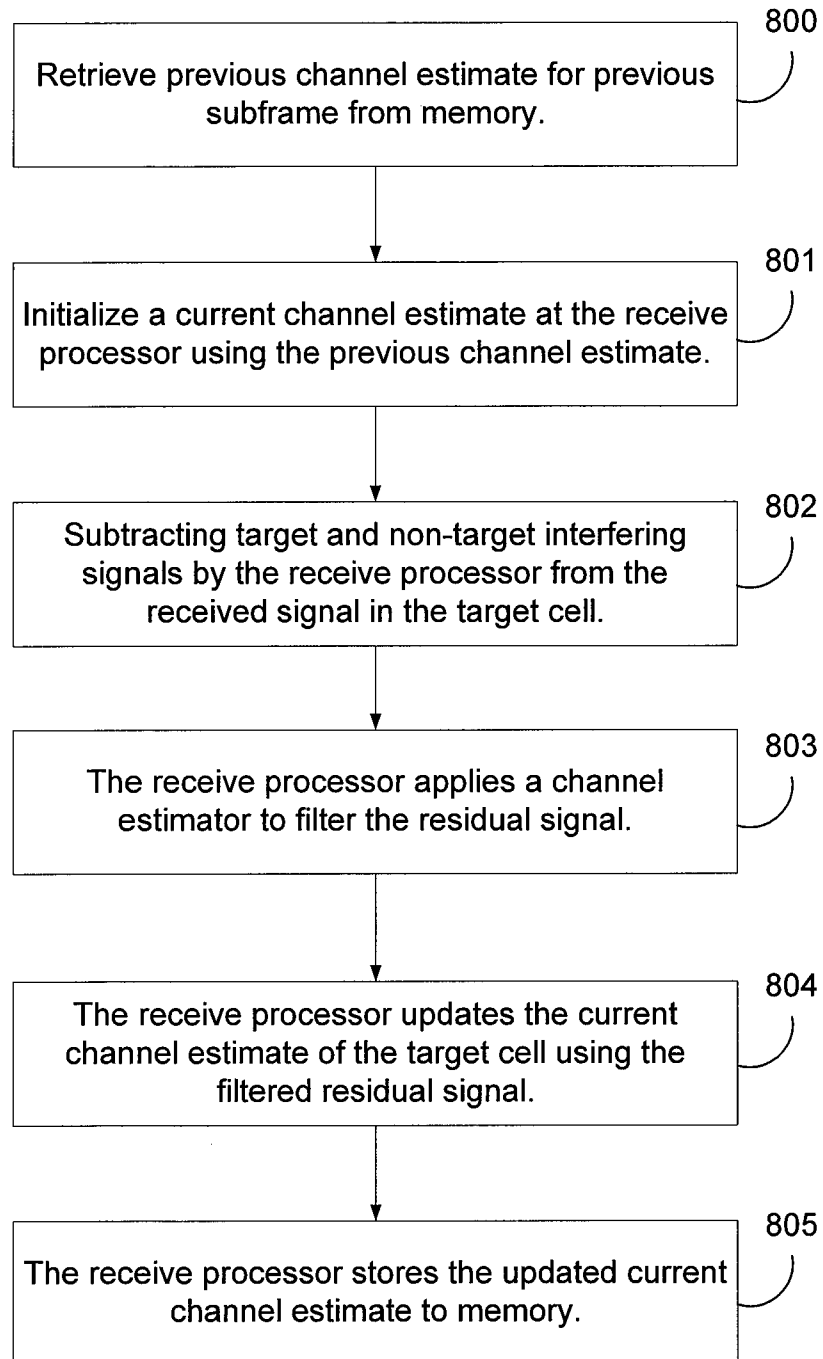 800
Retrieve previous channel estimate for previous
subframe from memory.
801
Initialize a current channel estimate at the receive
processor using the previous channel estimate.
802
Subtracting target and non-target interfering
signals by the receive processor from the
received signal in the target cell.
803
The receive processor applies a channel
estimator to filter the residual signal.
804
The receive processor updates the current
channel estimate of the target cell using the
filtered residual signal.
805
The receive processor stores the updated current
channel estimate to memory.